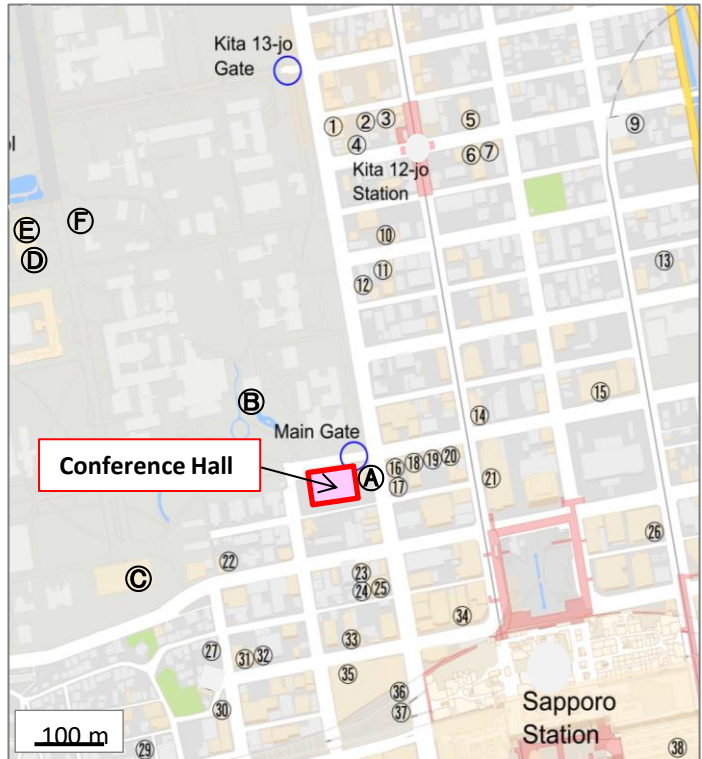 Kita 13-jo
Gate
① ② ③
④
⑤
⑥ ⑦
⑨
Kita 12-jo
Station
Ⓔ Ⓕ
Ⓓ
⑩
⑪
⑫
⑬
Ⓑ
⑮
⑭
Main Gate
Conference Hall
Ⓐ
⑯ ⑱ ⑲ ⑳
⑰
㉑
㉒
Ⓒ
㉓
㉔ ㉕
㉖
㉞
㉗
㉛ ㉜
㉝
㉟
㊱
㊲
㉚
㉙
㊳
100 m
Sapporo
Station